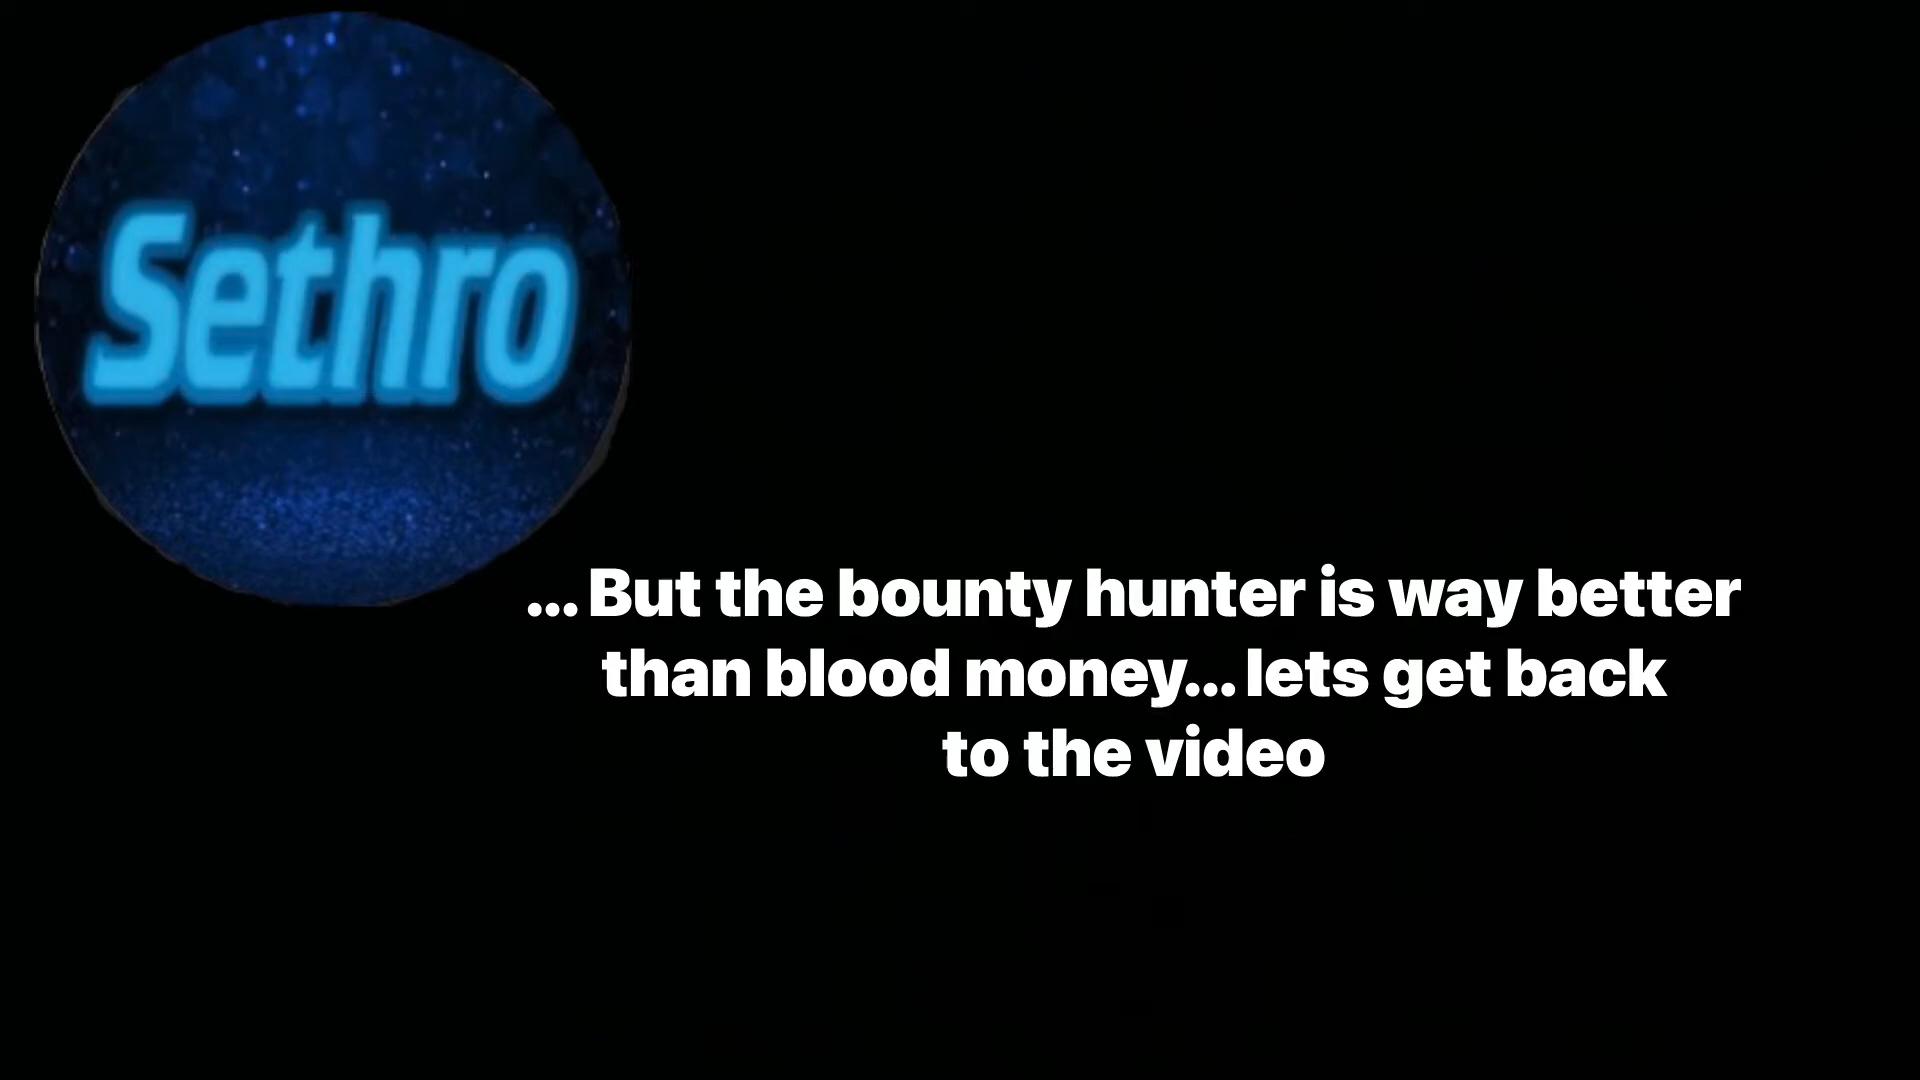 Sethro
... But the bounty hunter is way better
than blood money... lets get back
to the video